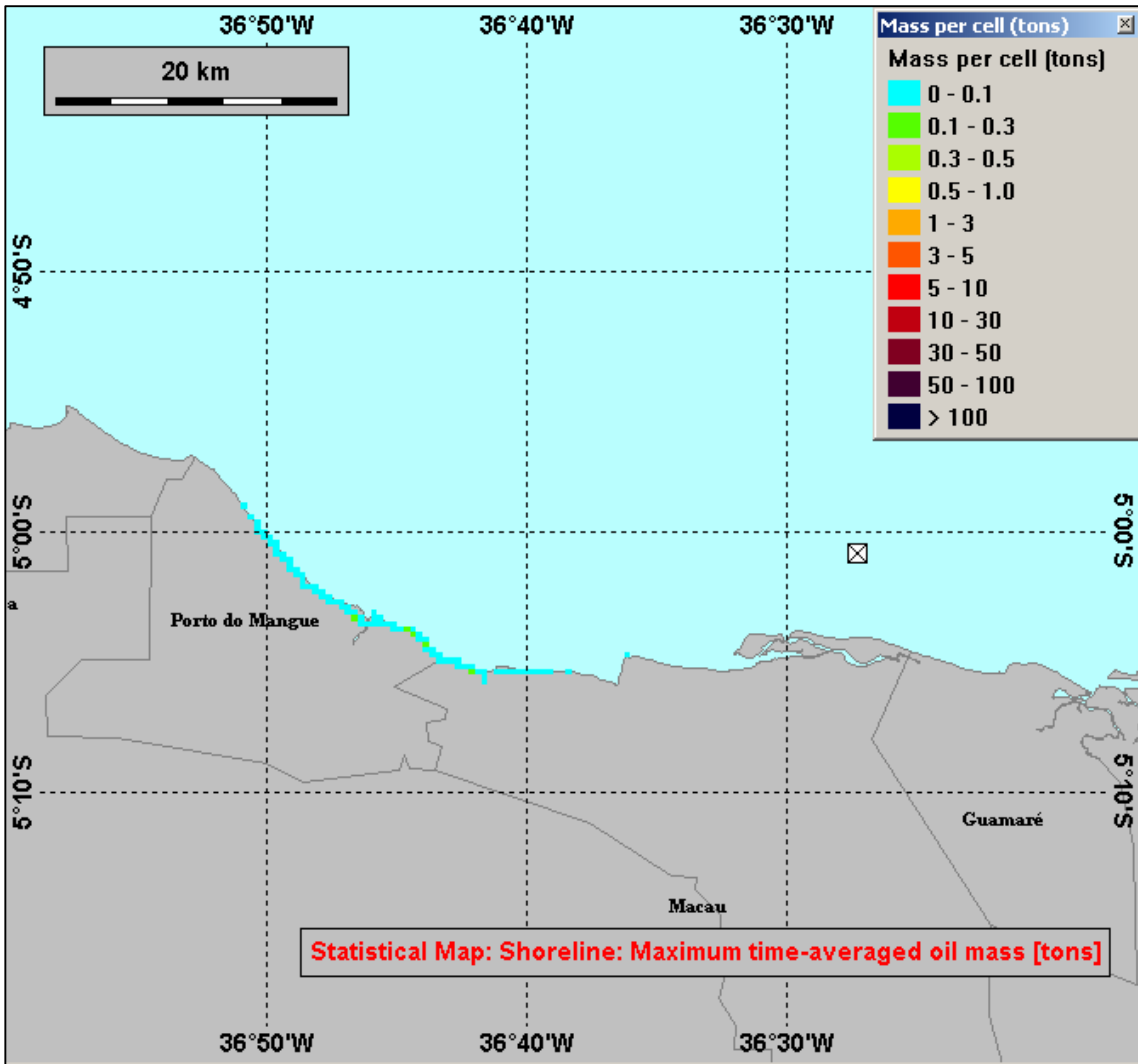 36°50'W
36°40'W
36°30'W
Mass per cell (tons)
20 km
Mass per cell (tons)
0 - 0.1
0.1 - 0.3
0.3 - 0.5
0.5 - 1.0
1 - 3
3 - 5
5 - 10
10 - 30
30 - 50
50 - 100
> 100
4°50'S
5°00'S
5°00'S
a
Porto do Mangue
5°10'S
5°10'S
Guamaré
Macau
Statistical Map: Shoreline: Maximum time-averaged oil mass [tons]
36°50'W
36°40'W
36°30'W